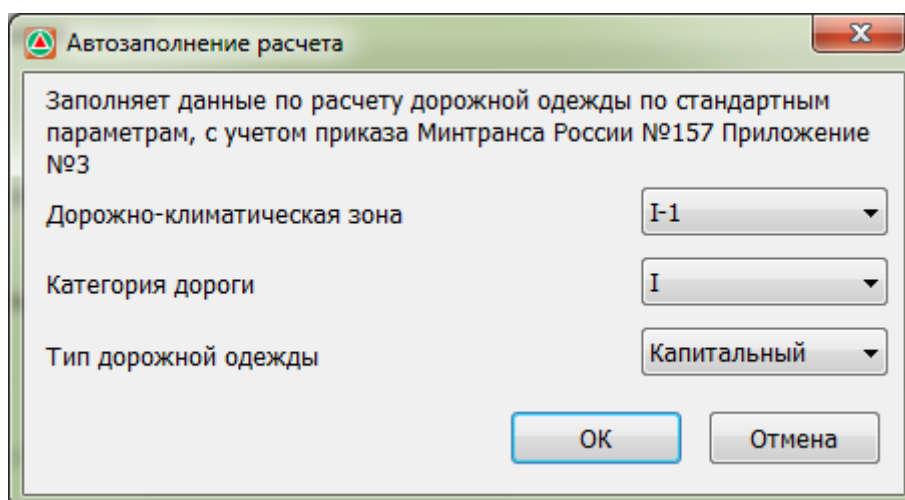 Автозаполнение расчета
Заполняет данные по расчету дорожной одежды по стандартным
параметрам, с учетом приказа Минтранса России №157 Приложение
№3
Дорожно-климатическая зона
I-1
Категория дороги
I
Тип дорожной одежды
Капитальный
ОК
Отмена